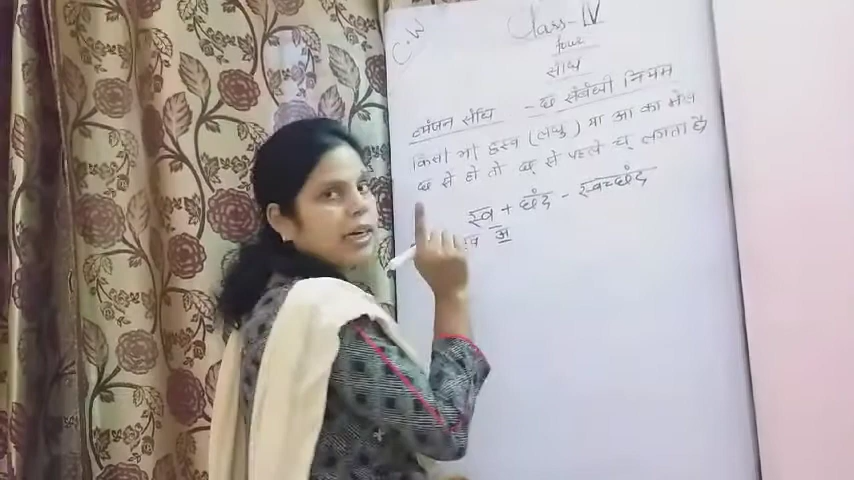 C.W
Class-IV
four
संधि
व्यंजन संधि - छ संबंधी नियम
किसी भी ह्रस्व (लघु) या आ का मेल
छ से हो तो छ् से पहले च् लगता है,
स्व + छंद - स्वच्छंद
व अ